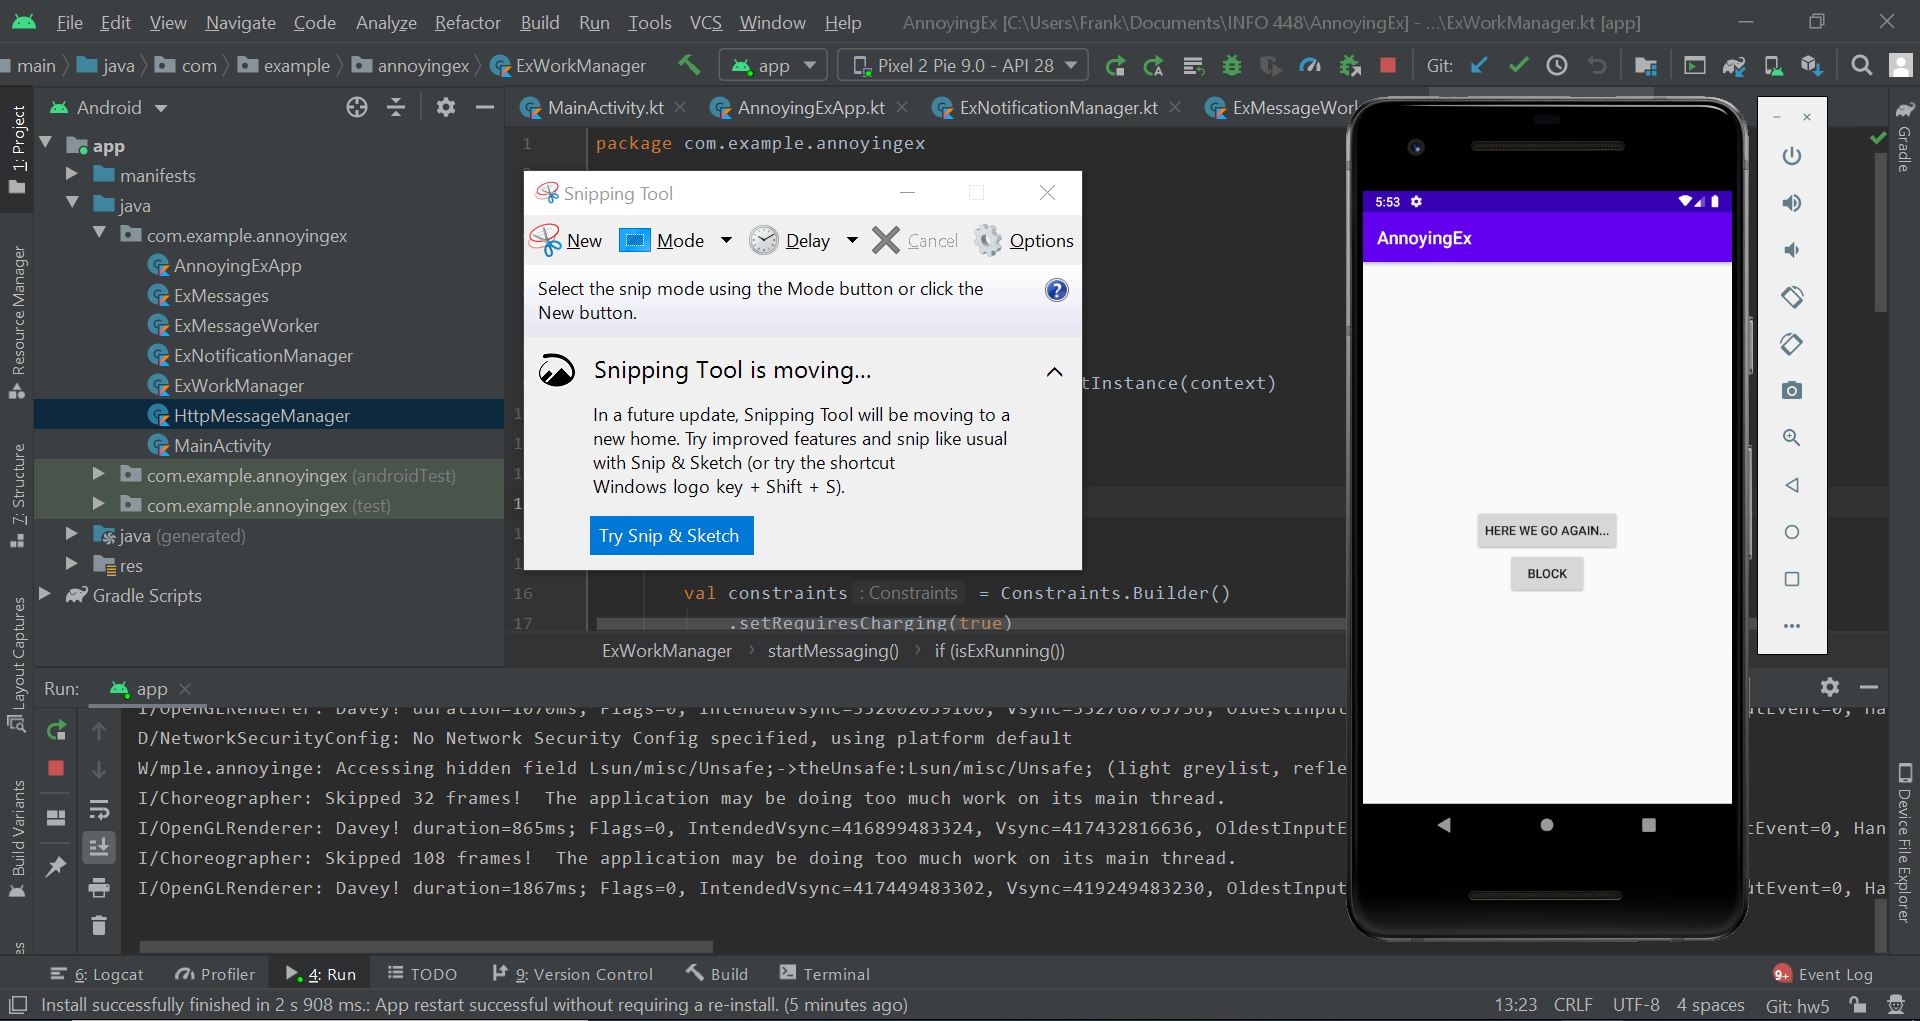 File Edit View Navigate Code Analyze Refactor Build Run Tools VCS Window Help AnnoyingEx [C:\Users\Frank\Documents\INFO 448\AnnoyingEx] - ...\ExWorkManager.kt [app]
main java com example annoyingex ExWorkManager app Pixel 2 Pie 9.0 - API 28 Git:
Android
MainActivity.kt AnnoyingExApp.kt ExNotificationManager.kt ExMessageWor
1: Project
Resource Manager
7: Structure
Layout Captures
Build Variants
app
manifests
java
com.example.annoyingex
AnnoyingExApp
ExMessages
ExMessageWorker
ExNotificationManager
ExWorkManager
HttpMessageManager
MainActivity
com.example.annoyingex (androidTest)
com.example.annoyingex (test)
java (generated)
res
Gradle Scripts
1 package com.example.annoyingex
tInstance(context)
16 val constraints : Constraints = Constraints.Builder()
17 .setRequiresCharging(true)
ExWorkManager startMessaging() if (isExRunning())
Snipping Tool
New Mode Delay Cancel Options
Select the snip mode using the Mode button or click the
New button.
Snipping Tool is moving...
In a future update, Snipping Tool will be moving to a
new home. Try improved features and snip like usual
with Snip & Sketch (or try the shortcut
Windows logo key + Shift + S).
Try Snip & Sketch
5:53
AnnoyingEx
HERE WE GO AGAIN...
BLOCK
Gradle
Device File Explorer
Run: app
I/OpenGLRenderer: Davey! duration=1070ms; Flags=0, IntendedVsync=352002039100, Vsync=352768705736, OldestInput
D/NetworkSecurityConfig: No Network Security Config specified, using platform default
W/mple.annoyinge: Accessing hidden field Lsun/misc/Unsafe;->theUnsafe:Lsun/misc/Unsafe; (light greylist, refle
I/Choreographer: Skipped 32 frames!  The application may be doing too much work on its main thread.
I/OpenGLRenderer: Davey! duration=865ms; Flags=0, IntendedVsync=416899483324, Vsync=417432816636, OldestInputE tEvent=0, Han
I/Choreographer: Skipped 108 frames!  The application may be doing too much work on its main thread.
I/OpenGLRenderer: Davey! duration=1867ms; Flags=0, IntendedVsync=417449483302, Vsync=419249483230, OldestInput utEvent=0, Ha
6: Logcat Profiler 4: Run TODO 9: Version Control Build Terminal 9+ Event Log
Install successfully finished in 2 s 908 ms.: App restart successful without requiring a re-install. (5 minutes ago) 13:23 CRLF UTF-8 4 spaces Git: hw5